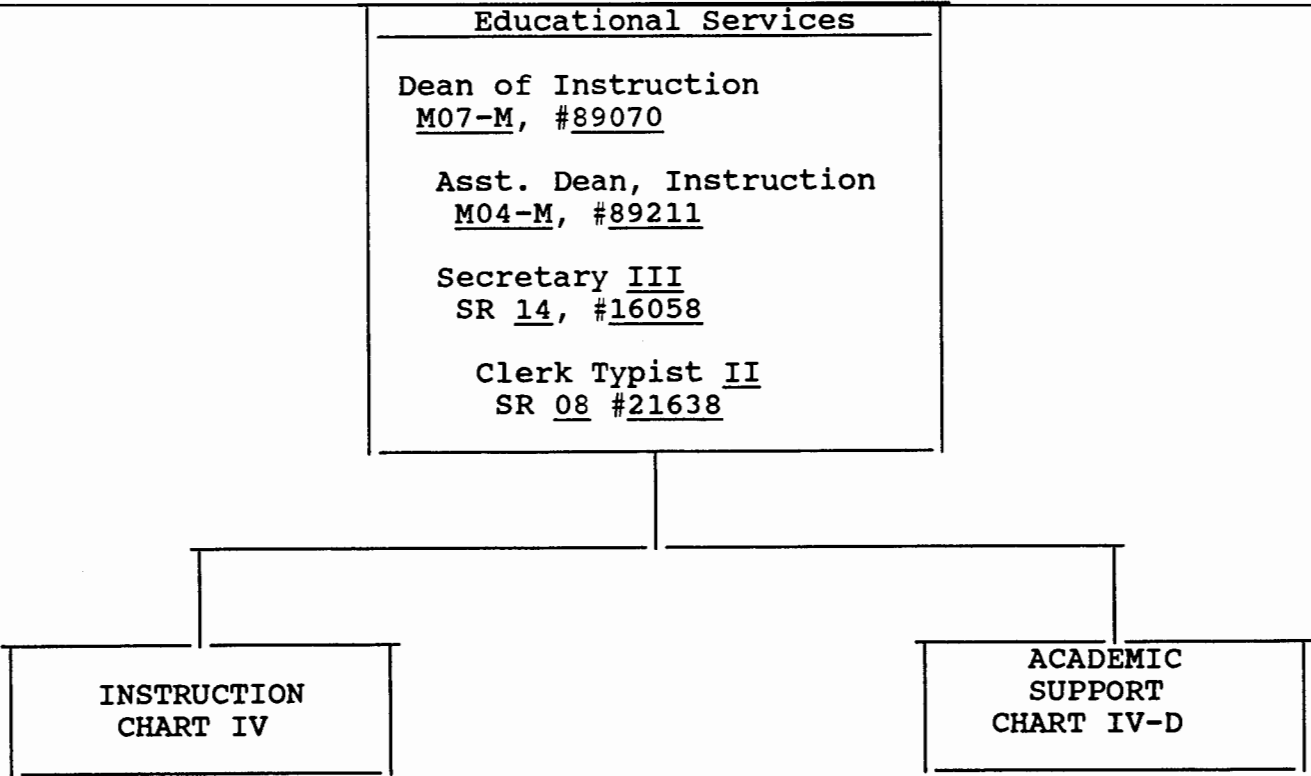 Educational Services
Dean of Instruction
M07-M, #89070
Asst. Dean, Instruction
M04-M, #89211
Secretary III
SR 14, #16058
Clerk Typist II
SR 08 #21638
INSTRUCTION
CHART IV
ACADEMIC
SUPPORT
CHART IV-D